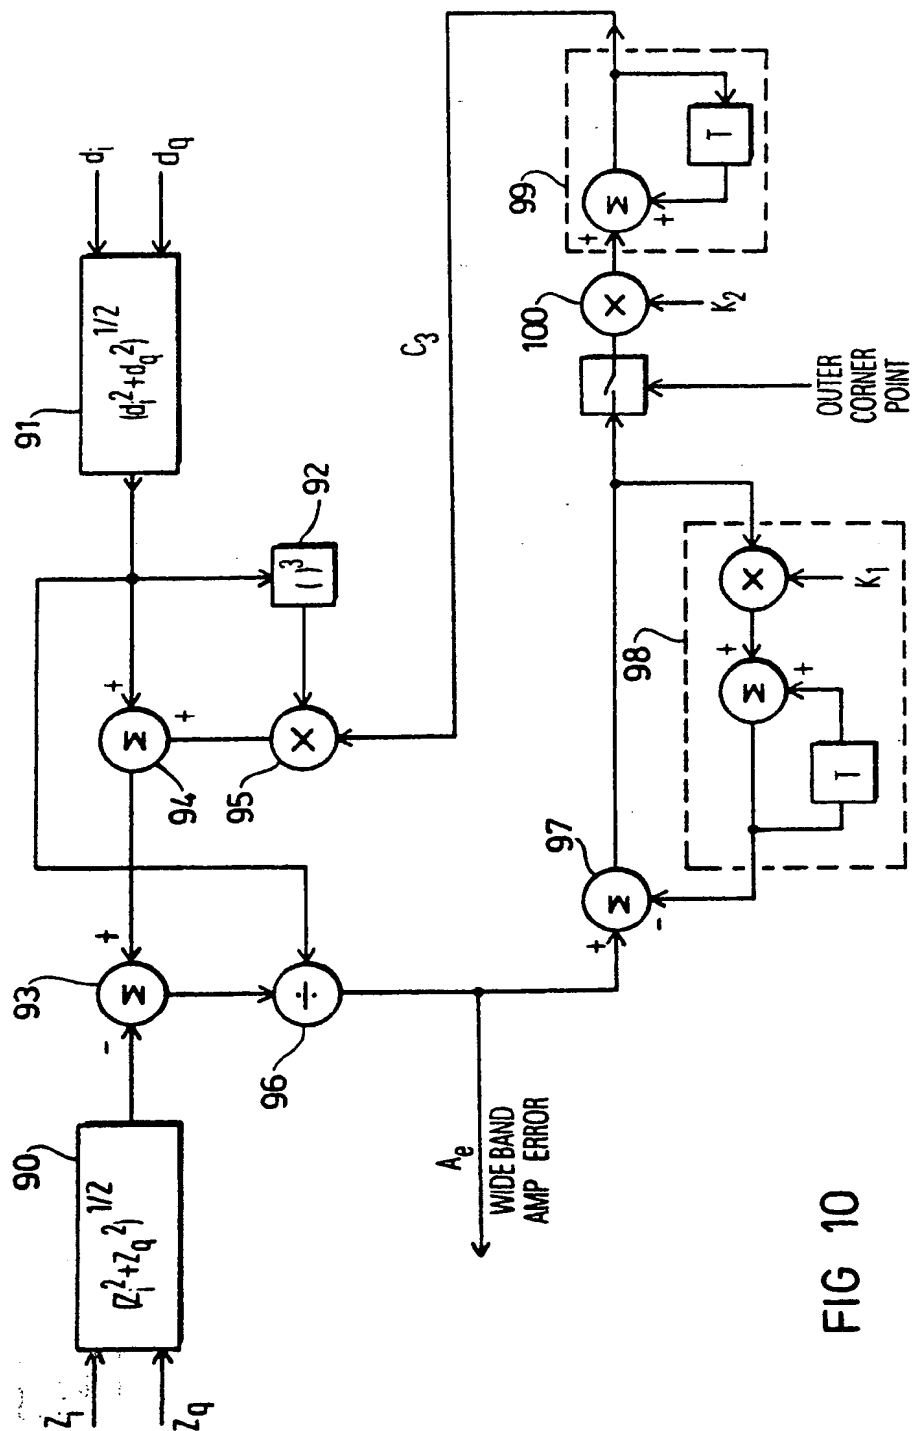 Z_i
Z_q
90
(Z_i^2+Z_q^2)^1/2
-
93
Σ
+
96
÷
94
Σ
+
+
95
×
92
( )^3
91
(d_i^2+d_q^2)^1/2
d_i
d_q
C_3
A_e
WIDE BAND
AMP ERROR
97
Σ
+
-
98
T
Σ
+
+
×
K_1
OUTER
CORNER
POINT
100
×
K_2
99
+
+
Σ
T
FIG 10